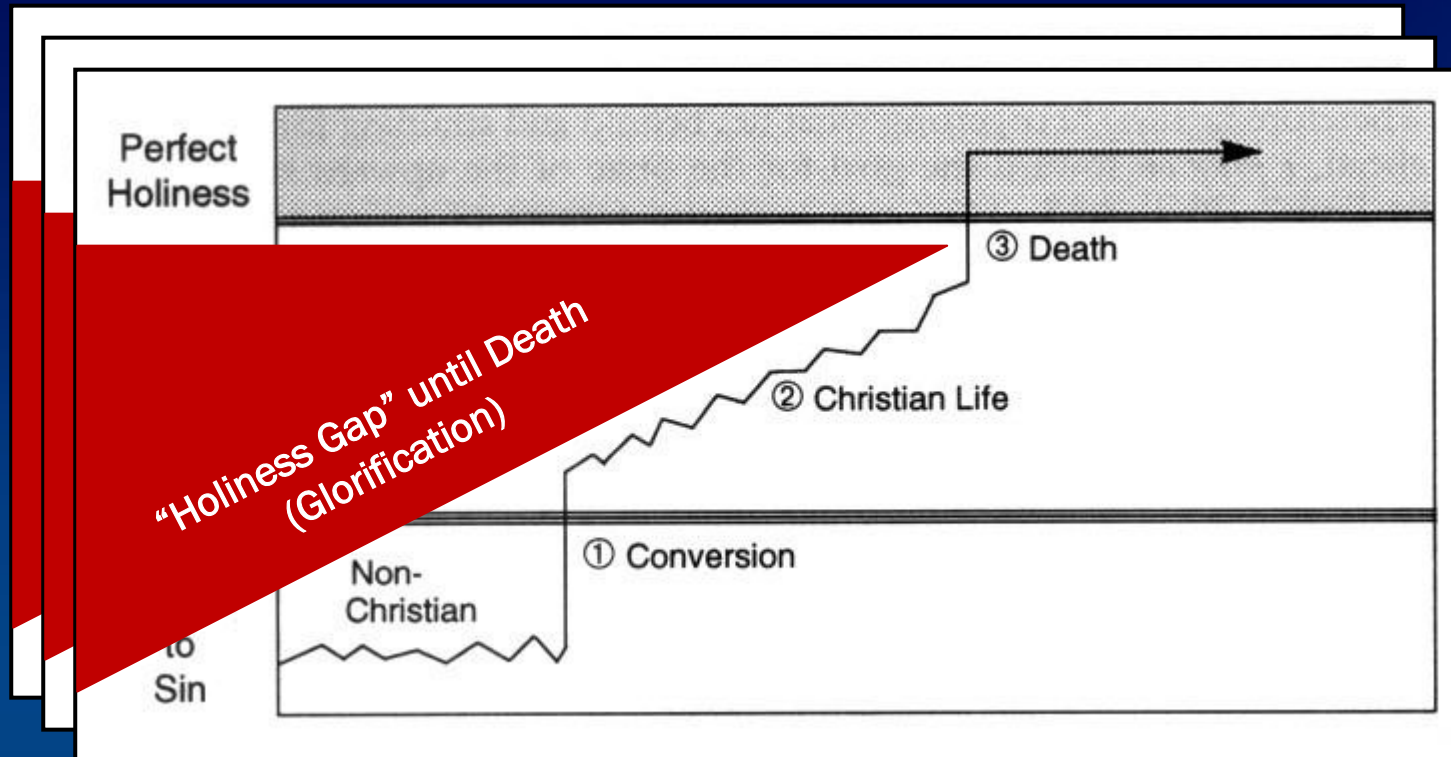 Perfect
Holiness
③ Death
“Holiness Gap” until Death
(Glorification)
② Christian Life
① Conversion
Non-
Christian
to
Sin